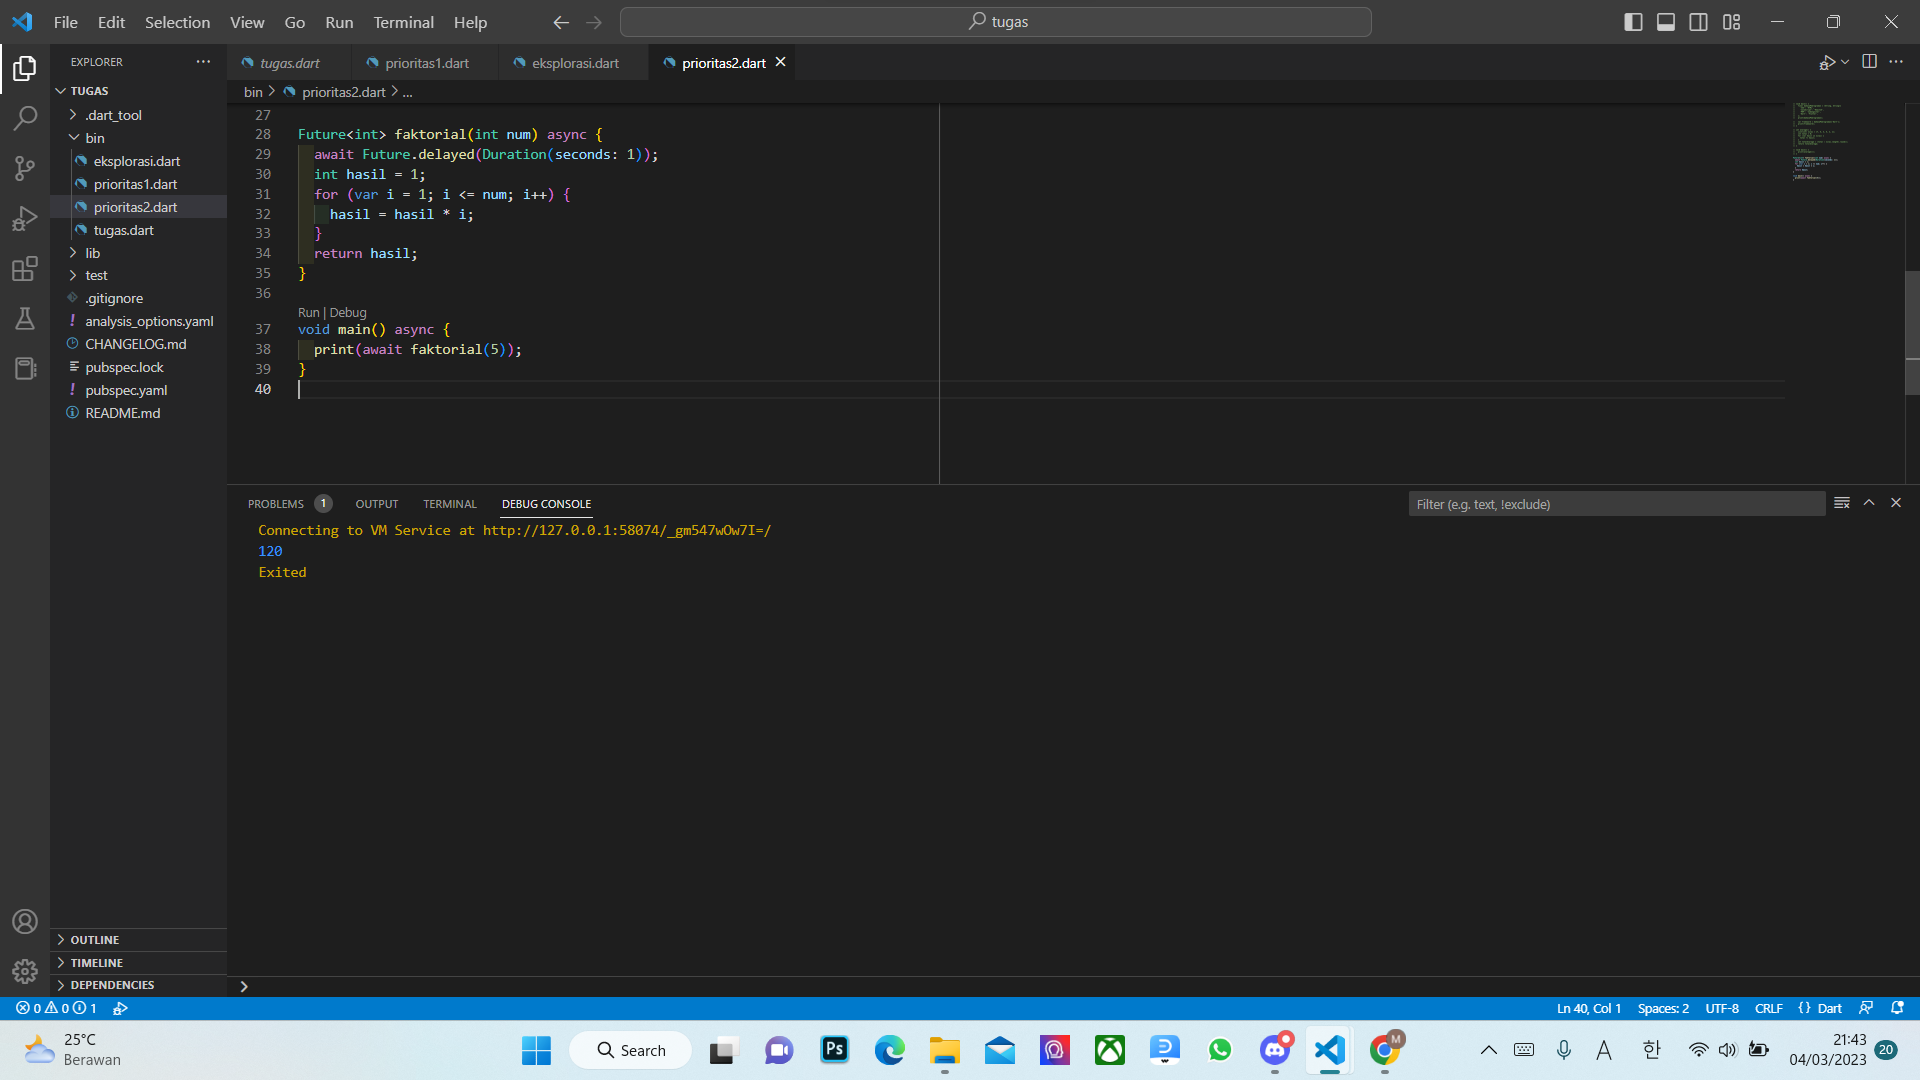 File Edit Selection View Go Run Terminal Help
tugas
EXPLORER
TUGAS
.dart_tool
bin
eksplorasi.dart
prioritas1.dart
prioritas2.dart
tugas.dart
lib
test
.gitignore
analysis_options.yaml
CHANGELOG.md
pubspec.lock
pubspec.yaml
README.md
OUTLINE
TIMELINE
DEPENDENCIES
tugas.dart prioritas1.dart eksplorasi.dart prioritas2.dart
bin > prioritas2.dart > ...
27
28 Future<int> faktorial(int num) async {
29 await Future.delayed(Duration(seconds: 1));
30 int hasil = 1;
31 for (var i = 1; i <= num; i++) {
32 hasil = hasil * i;
33 }
34 return hasil;
35 }
36
Run | Debug
37 void main() async {
38 print(await faktorial(5));
39 }
40
PROBLEMS 1 OUTPUT TERMINAL DEBUG CONSOLE
Filter (e.g. text, !exclude)
Connecting to VM Service at http://127.0.0.1:58074/_gm547wOw7I=/
120
Exited
0 0 1
Ln 40, Col 1 Spaces: 2 UTF-8 CRLF {} Dart
25°C
Berawan
Search
Ps
M
A
한
21:43
04/03/2023
20